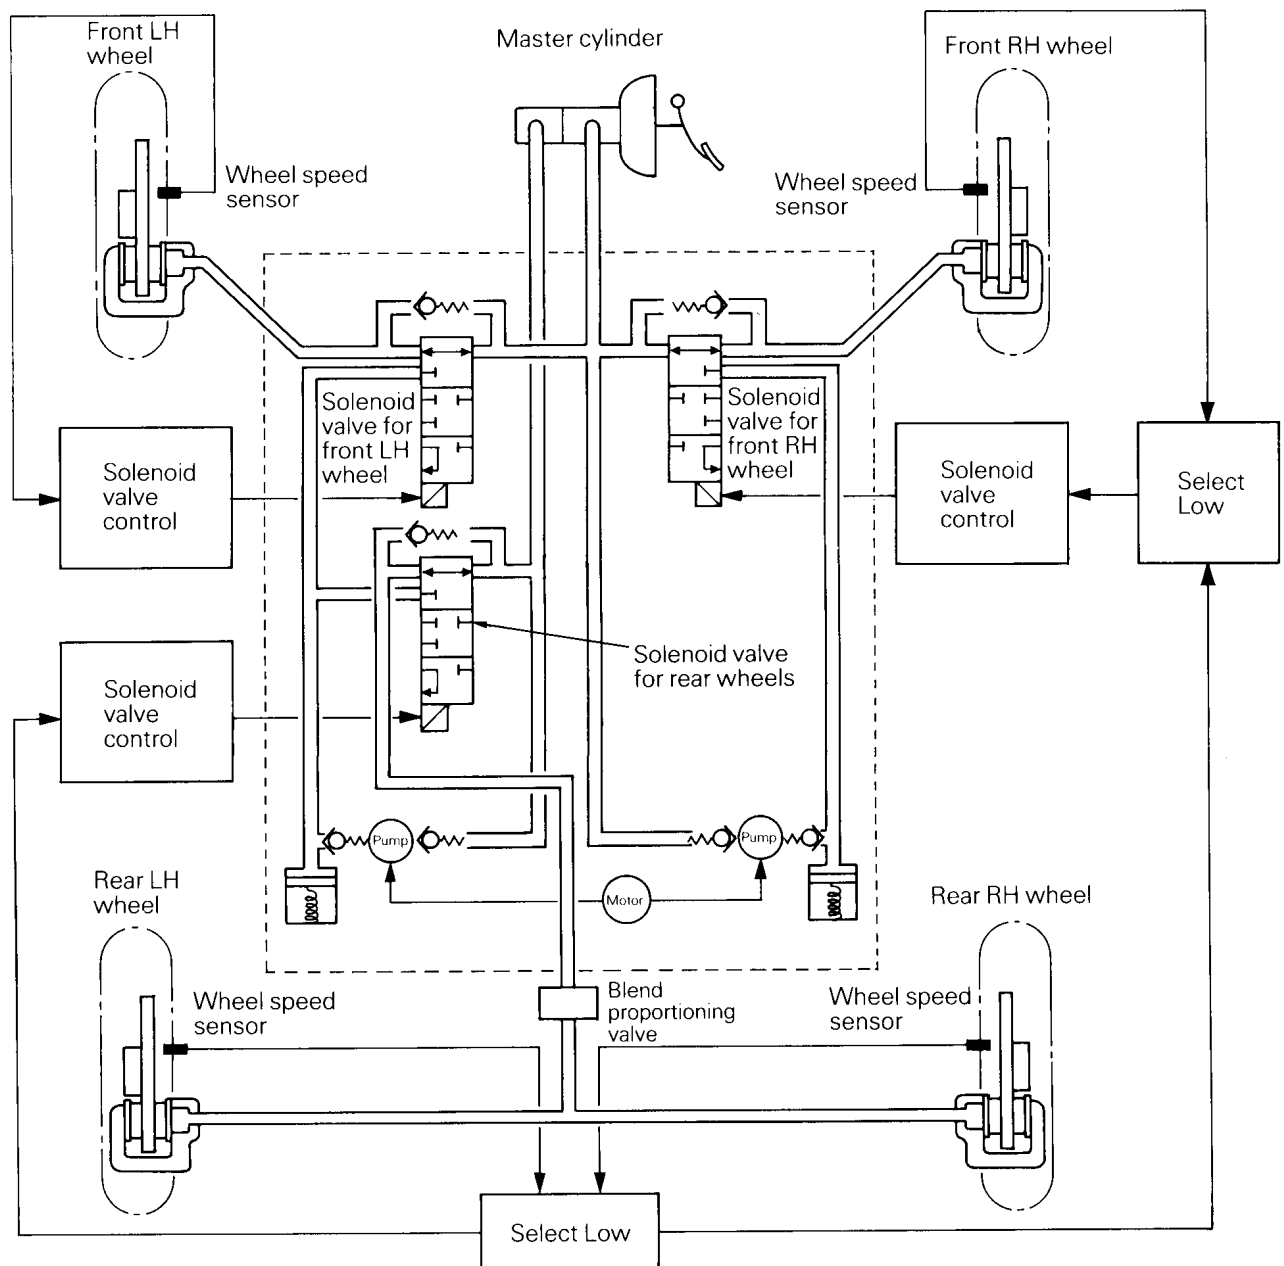 Front LH
wheel
Master cylinder
Front RH wheel
Wheel speed
sensor
Wheel speed
sensor
Solenoid
valve for
front LH
wheel
Solenoid
valve for
front RH
wheel
Solenoid
valve
control
Solenoid
valve
control
Select
Low
Solenoid valve
for rear wheels
Solenoid
valve
control
Pump
Pump
Motor
Rear LH
wheel
Rear RH wheel
Wheel speed
sensor
Blend
proportioning
valve
Wheel speed
sensor
Select Low